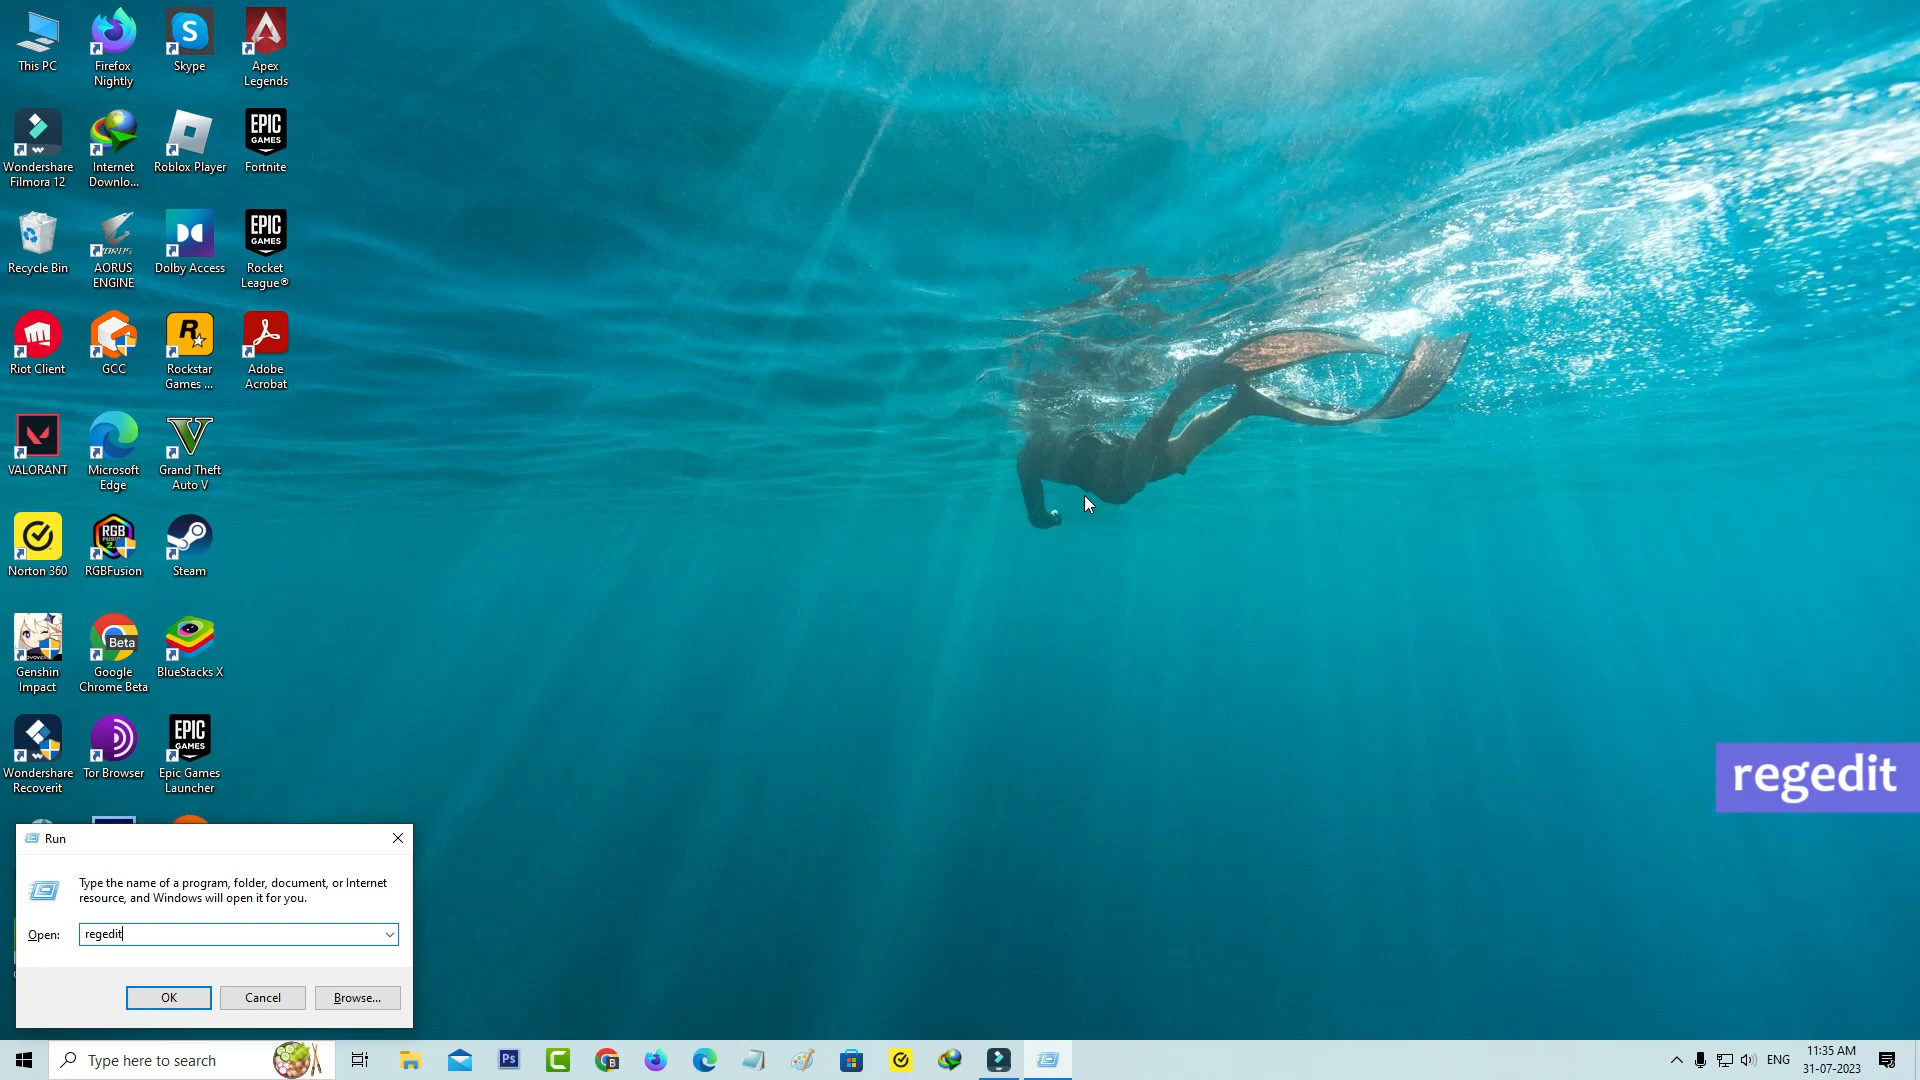 This PC
Firefox
Nightly
Skype
Apex
Legends
Wondershare
Filmora 12
Internet
Downlo...
Roblox Player
EPIC
GAMES
Fortnite
Recycle Bin
AORUS
ENGINE
Dolby Access
EPIC
GAMES
Rocket
League®
Riot Client
GCC
Rockstar
Games ...
Adobe
Acrobat
VALORANT
Microsoft
Edge
Grand Theft
Auto V
Norton 360
RGB
RGBFusion
Steam
Genshin
Impact
Beta
Google
Chrome Beta
BlueStacks X
Wondershare
Recoverit
Tor Browser
EPIC
GAMES
Epic Games
Launcher
regedit
Run
Type the name of a program, folder, document, or Internet
resource, and Windows will open it for you.
Open:
regedit
OK
Cancel
Browse...
Type here to search
Ps
ENG
11:35 AM
31-07-2023